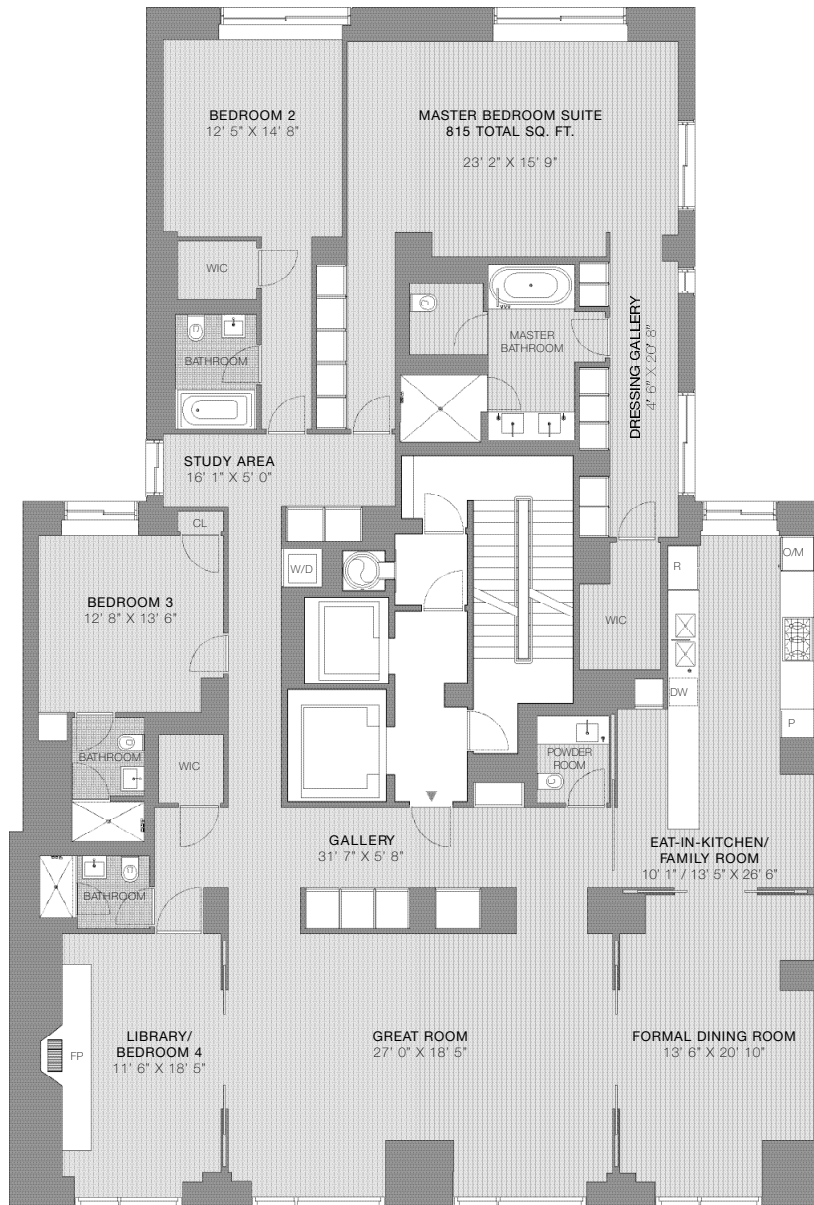 BEDROOM 2
12' 5" X 14' 8"
MASTER BEDROOM SUITE
815 TOTAL SQ. FT.
23' 2" X 15' 9"
WIC
MASTER
BATHROOM
DRESSING GALLERY
4' 6" X 20' 8"
BATHROOM
STUDY AREA
16' 1" X 5' 0"
CL
W/D
R
O/M
BEDROOM 3
12' 8" X 13' 6"
WIC
DW
P
BATHROOM
WIC
POWDER
ROOM
GALLERY
31' 7" X 5' 8"
EAT-IN-KITCHEN/
FAMILY ROOM
10' 1" / 13' 5" X 26' 6"
BATHROOM
LIBRARY/
BEDROOM 4
11' 6" X 18' 5"
FP
GREAT ROOM
27' 0" X 18' 5"
FORMAL DINING ROOM
13' 6" X 20' 10"